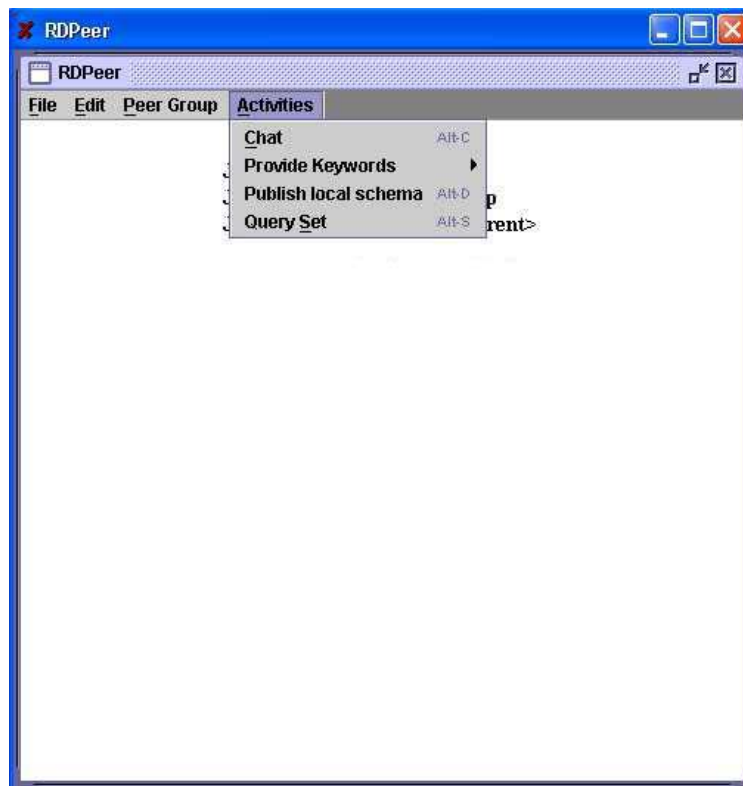 RDPeer
RDPeer
File Edit Peer Group Activities
Chat Alt-C
Provide Keywords
Publish local schema Alt-D
Query Set Alt-S
p
rent>